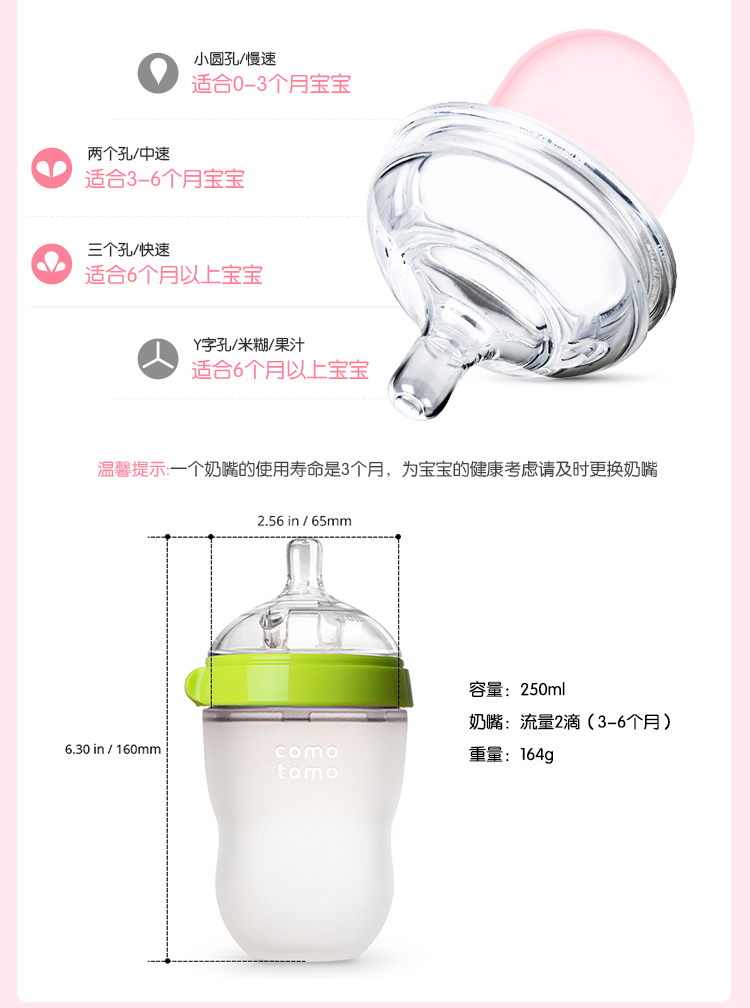 小圆孔/慢速
适合0-3个月宝宝
两个孔/中速
适合3-6个月宝宝
三个孔/快速
适合6个月以上宝宝
Y字孔/米糊/果汁
适合6个月以上宝宝
温馨提示:一个奶嘴的使用寿命是3个月，为宝宝的健康考虑请及时更换奶嘴
2.56 in / 65mm
6.30 in / 160mm
como
tomo
容量：250ml
奶嘴：流量2滴（3-6个月）
重量：164g